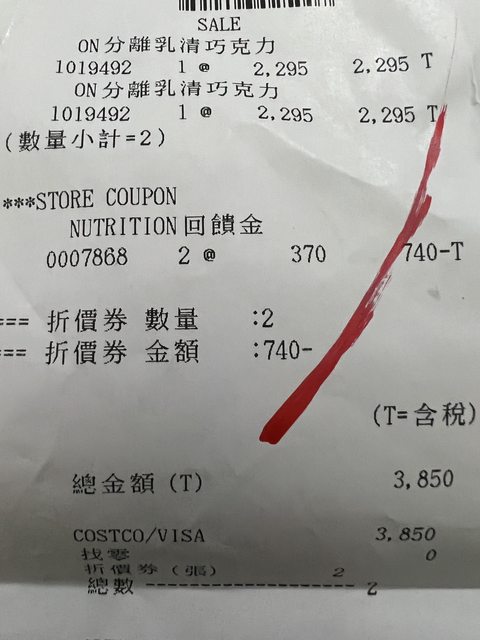 SALE
ON分離乳清巧克力
1019492 1 @ 2,295 2,295 T
ON分離乳清巧克力
1019492 1 @ 2,295 2,295 T
(數量小計=2)
***STORE COUPON
NUTRITION回饋金
0007868 2 @ 370 740-T
=== 折價券 數量 :2
=== 折價券 金額 :740-
(T=含稅)
總金額 (T) 3,850
COSTCO/VISA 3,850
找零 0
折價券 (張) 2
總數 -------------------- 2